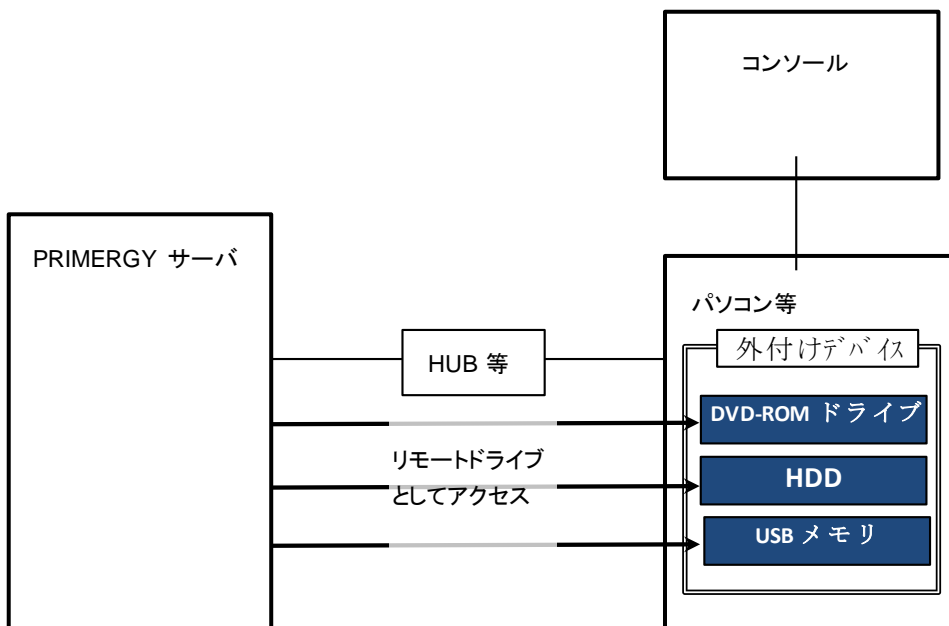 コンソール
PRIMERGY サーバ
パソコン等
外付けデバイス
HUB 等
DVD-ROM ドライブ
リモートドライブ
としてアクセス
HDD
USB メモリ